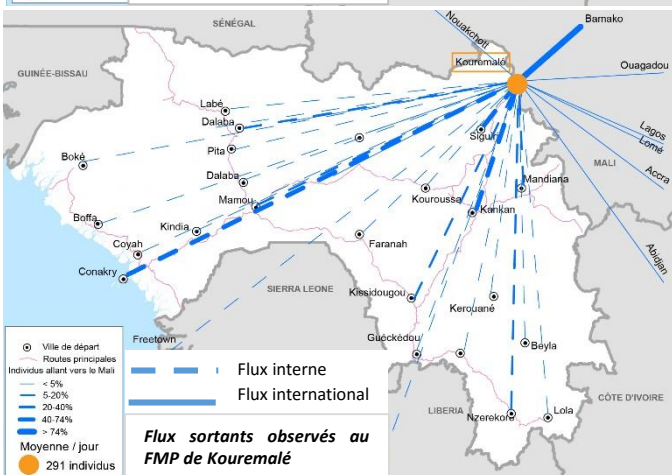 Nouakchott
Bamako
SÉNÉGAL
Kouremalé
Ouagadou
GUINÉE-BISSAU
Labé
Dalaba
Siguiri
Lagos
Lomé
Pita
MALI
Boké
Dalaba
Accra
Mandiana
Mamou
Kouroussa
Kankan
Boffa
Kindia
Coyah
Faranah
Abidjan
Conakry
SIERRA LEONE
Kissidougou
Kerouané
Freetown
Guéckédou
Beyla
Ville de départ
Routes principales
Individus allant vers le Mali
< 5%
5-20%
20-40%
40-74%
> 74%
Moyenne / jour
291 individus
Flux interne
Flux international
Flux sortants observés au
FMP de Kouremalé
LIBERIA
Nzerekoré
Lola
CÔTE D'IVOIRE